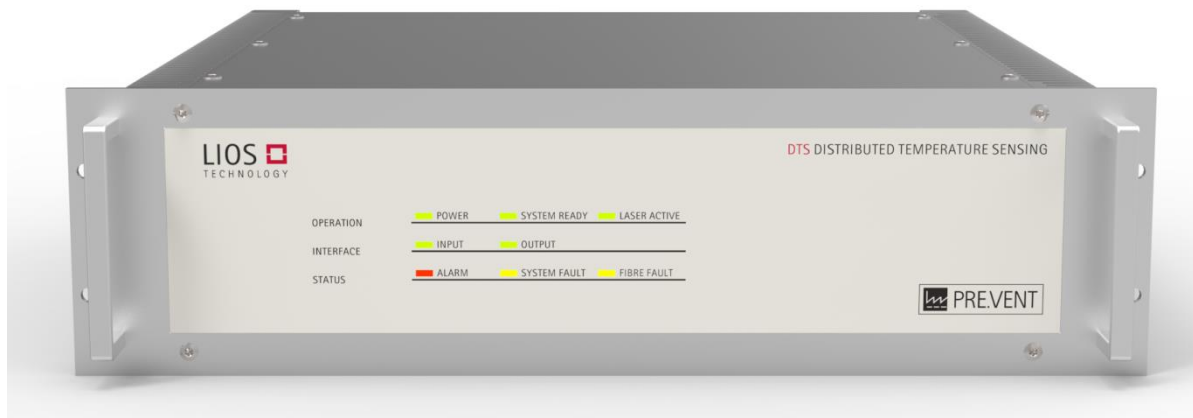 LIOS
TECHNOLOGY
DTS DISTRIBUTED TEMPERATURE SENSING
OPERATION POWER SYSTEM READY LASER ACTIVE
INTERFACE INPUT OUTPUT
STATUS ALARM SYSTEM FAULT FIBRE FAULT
PRE.VENT